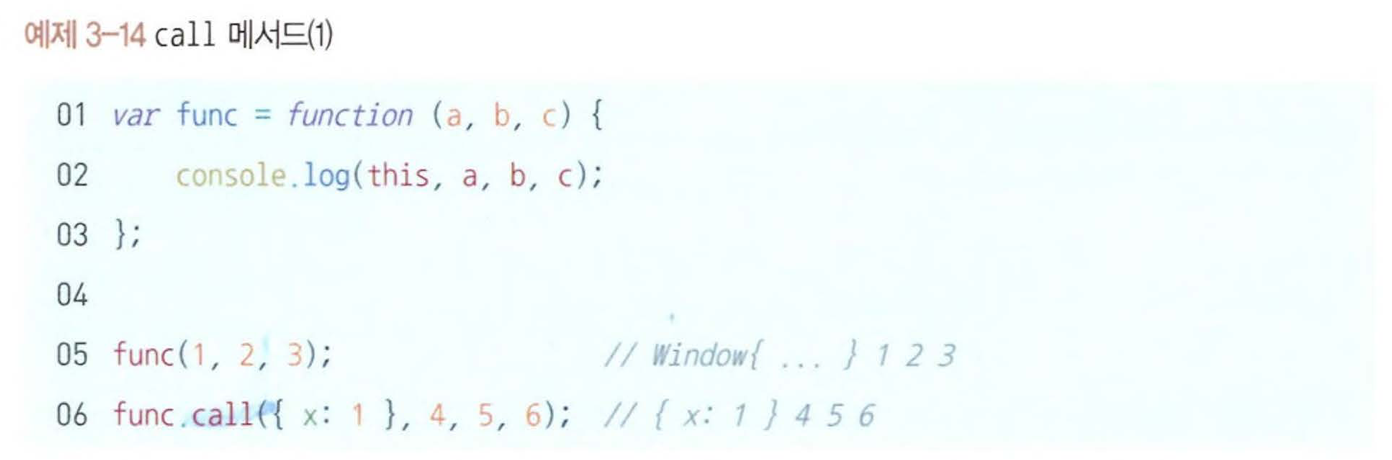 예제 3-14 call 메서드(1)
01 var func = function (a, b, c) {
02     console.log(this, a, b, c);
03 };
04
05 func(1, 2, 3);                 // Window{ ... } 1 2 3
06 func.call({ x: 1 }, 4, 5, 6);  // { x: 1 } 4 5 6